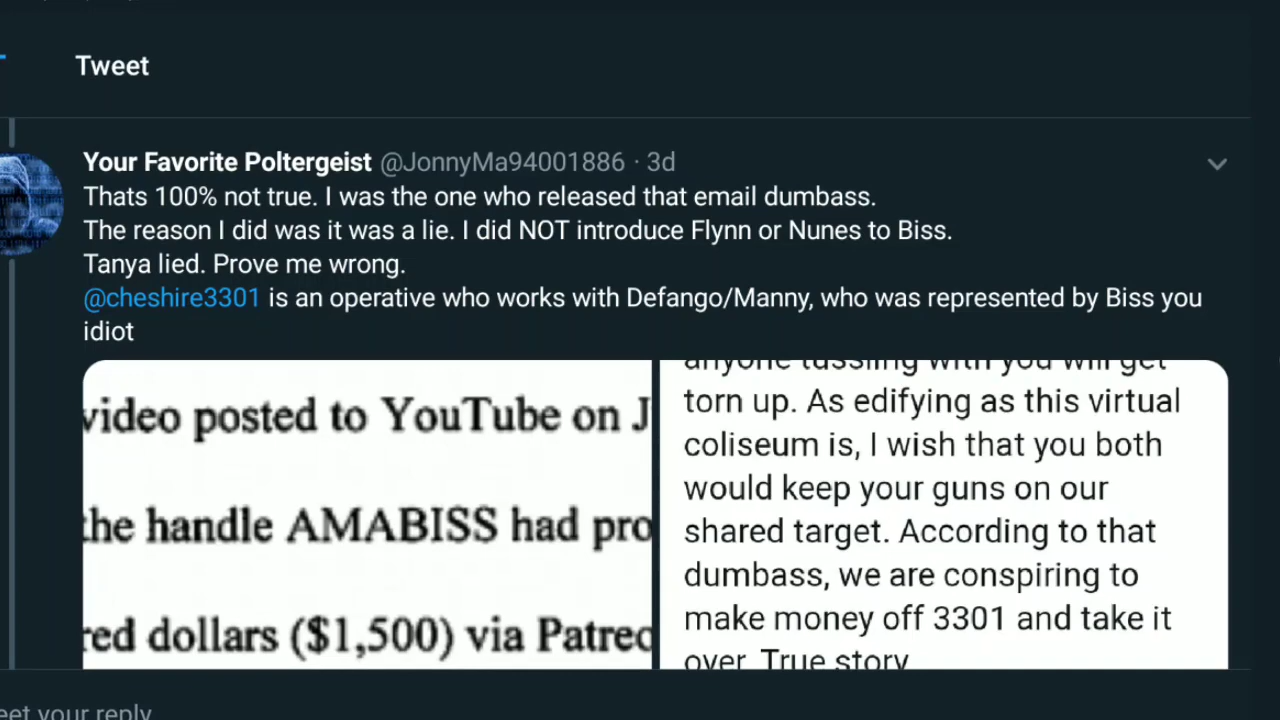 Tweet
Your Favorite Poltergeist @JonnyMa94001886 · 3d
Thats 100% not true. I was the one who released that email dumbass.
The reason I did was it was a lie. I did NOT introduce Flynn or Nunes to Biss.
Tanya lied. Prove me wrong.
@cheshire3301 is an operative who works with Defango/Manny, who was represented by Biss you
idiot
video posted to YouTube on J
the handle AMABISS had pro
red dollars ($1,500) via Patreo
anyone tussling with you will get
torn up. As edifying as this virtual
coliseum is, I wish that you both
would keep your guns on our
shared target. According to that
dumbass, we are conspiring to
make money off 3301 and take it
over. True story
eet your reply